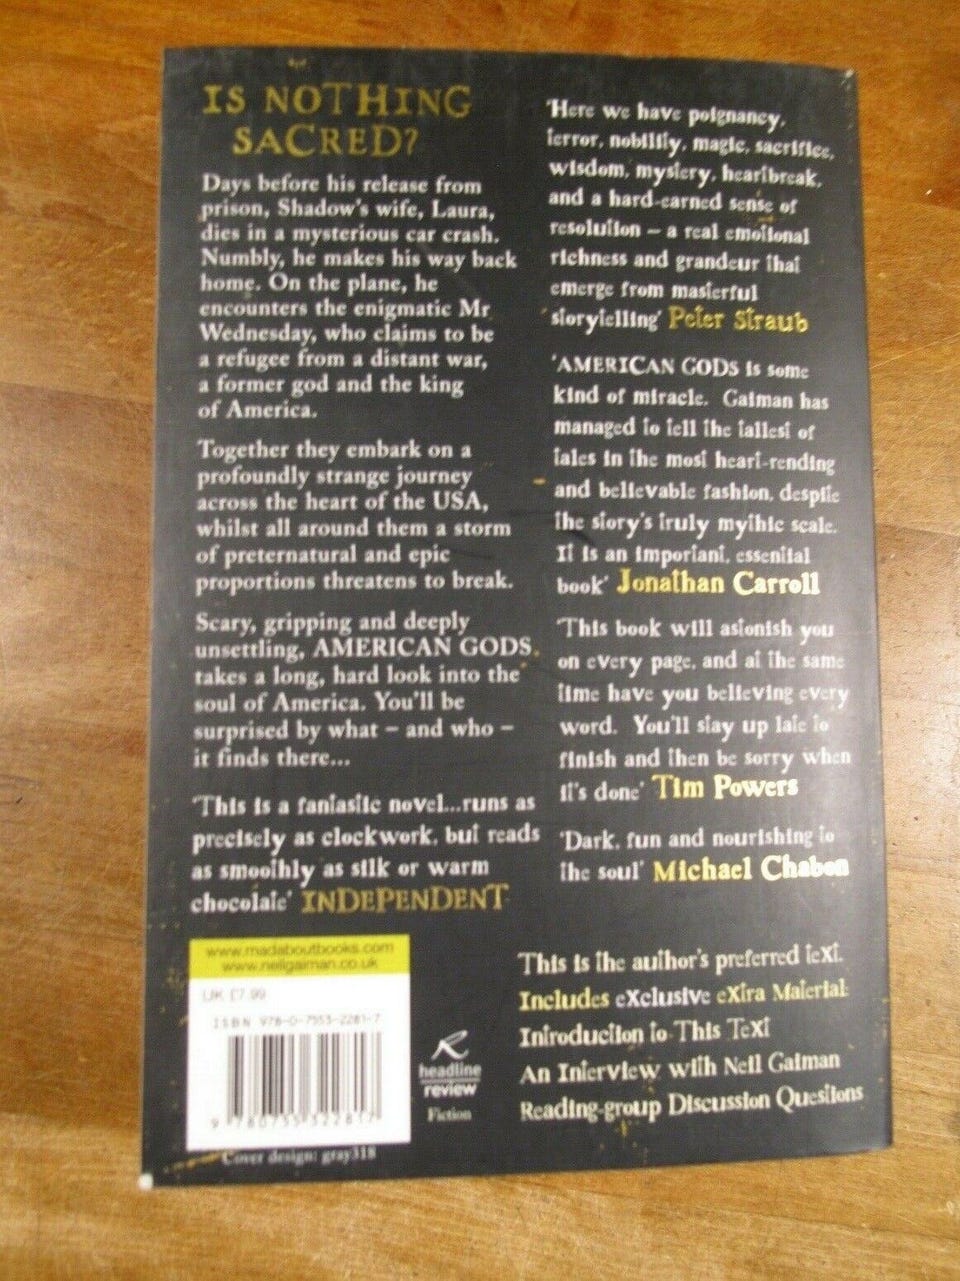 IS NOTHING
SACRED?
Days before his release from
prison, Shadow's wife, Laura,
dies in a mysterious car crash.
Numbly, he makes his way back
home. On the plane, he
encounters the enigmatic Mr
Wednesday, who claims to be
a refugee from a distant war,
a former god and the king
of America.
Together they embark on a
profoundly strange journey
across the heart of the USA,
whilst all around them a storm
of preternatural and epic
proportions threatens to break.
Scary, gripping and deeply
unsettling, AMERICAN GODS
takes a long, hard look into the
soul of America. You'll be
surprised by what – and who –
it finds there...
'This is a fantastic novel...runs as
precisely as clockwork, but reads
as smoothly as silk or warm
chocolate' INDEPENDENT
'Here we have poignancy,
terror, nobility, magic, sacrifice,
wisdom, mystery, heartbreak,
and a hard-earned sense of
resolution – a real emotional
richness and grandeur that
emerge from masterful
storytelling' Peter Straub
'AMERICAN GODS is some
kind of miracle. Gaiman has
managed to tell the tallest of
tales in the most heart-rending
and believable fashion, despite
the story's truly mythic scale.
It is an important, essential
book' Jonathan Carroll
'This book will astonish you
on every page, and at the same
time have you believing every
word. You'll stay up late to
finish and then be sorry when
it's done' Tim Powers
'Dark, fun and nourishing to
the soul' Michael Chabon
This is the author's preferred teXt.
Includes eXclusive eXtra Material:
Introduction to This TeXt
An Interview with Neil Gaiman
Reading-group Discussion Questions
www.madaboutbooks.com
www.neilgaiman.co.uk
UK £7.99
ISBN 978-0-7553-2281-7
9 780755 322817
R
headline
review
Fiction
Cover design: gray318